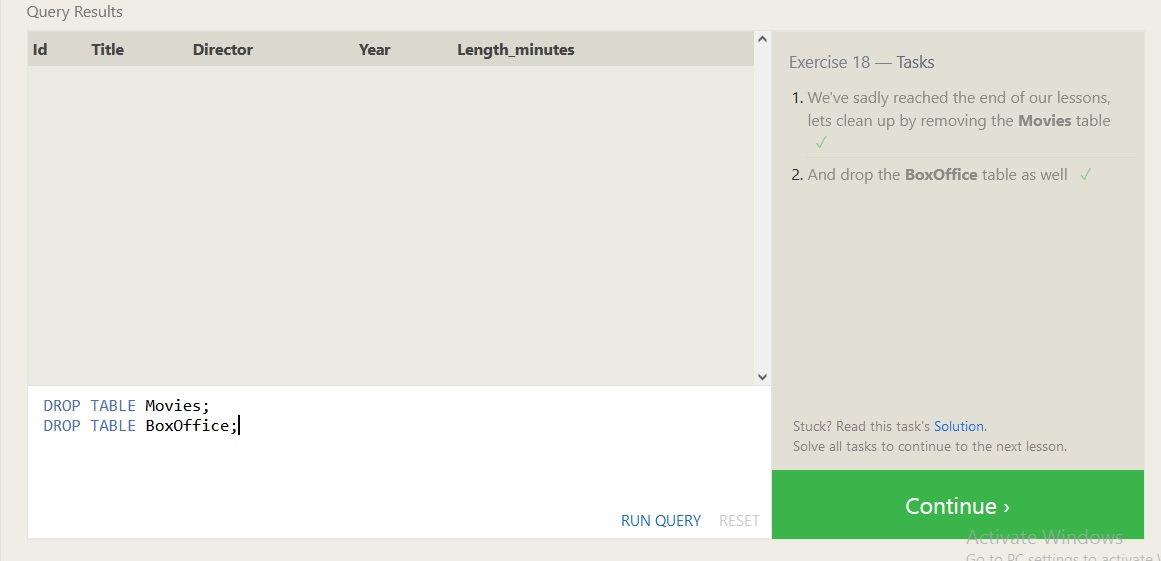 Query Results
Id Title Director Year Length_minutes
DROP TABLE Movies;
DROP TABLE BoxOffice;
RUN QUERY RESET
Exercise 18 — Tasks
1. We've sadly reached the end of our lessons,
lets clean up by removing the Movies table
✓
2. And drop the BoxOffice table as well ✓
Stuck? Read this task's Solution.
Solve all tasks to continue to the next lesson.
Continue ›
Activate Windows
Go to PC settings to activate